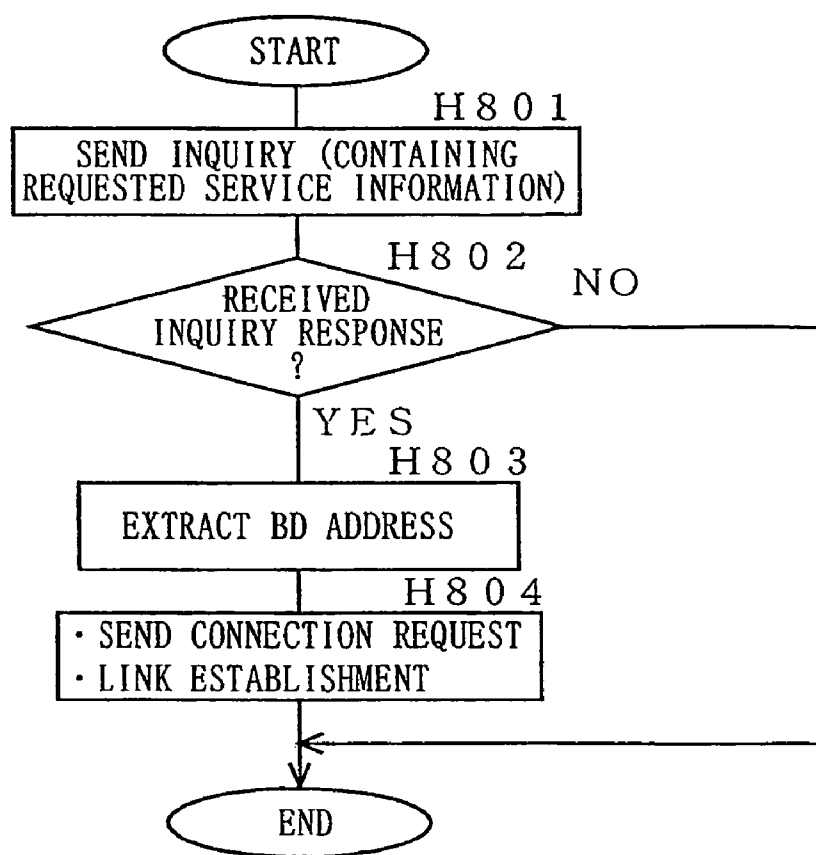 START
H801
SEND INQUIRY (CONTAINING
REQUESTED SERVICE INFORMATION)
H802
RECEIVED
INQUIRY RESPONSE
?
NO
YES
H803
EXTRACT BD ADDRESS
H804
・SEND CONNECTION REQUEST
・LINK ESTABLISHMENT
END